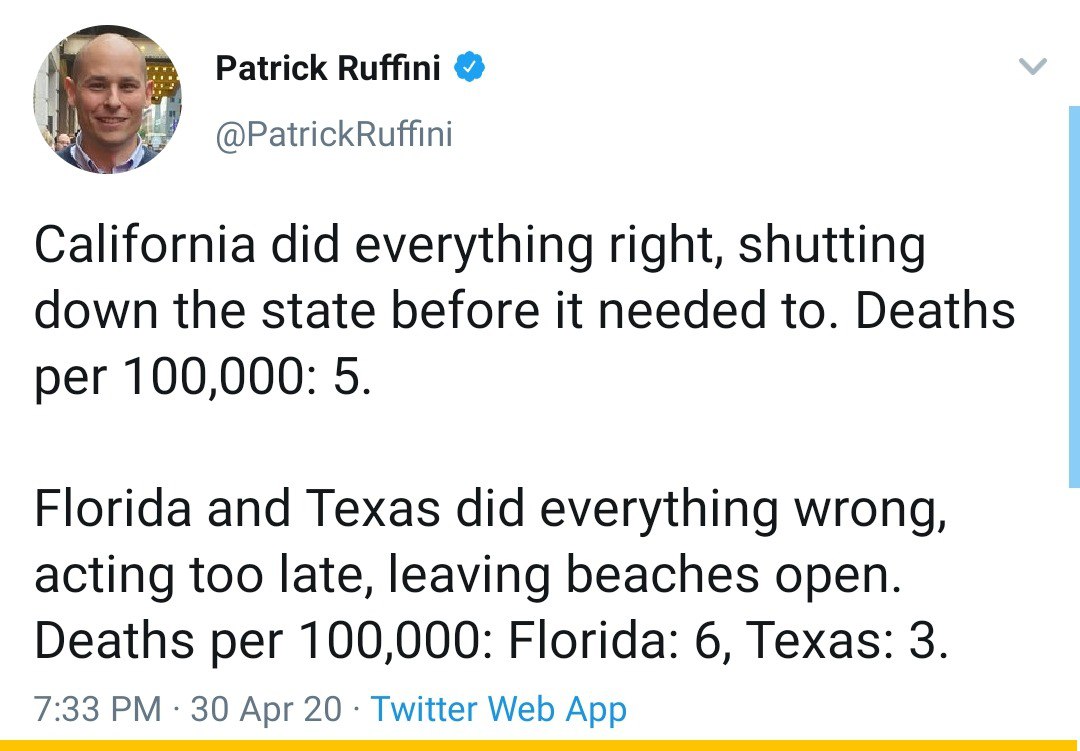 Patrick Ruffini
@PatrickRuffini
California did everything right, shutting
down the state before it needed to. Deaths
per 100,000: 5.
Florida and Texas did everything wrong,
acting too late, leaving beaches open.
Deaths per 100,000: Florida: 6, Texas: 3.
7:33 PM · 30 Apr 20 · Twitter Web App